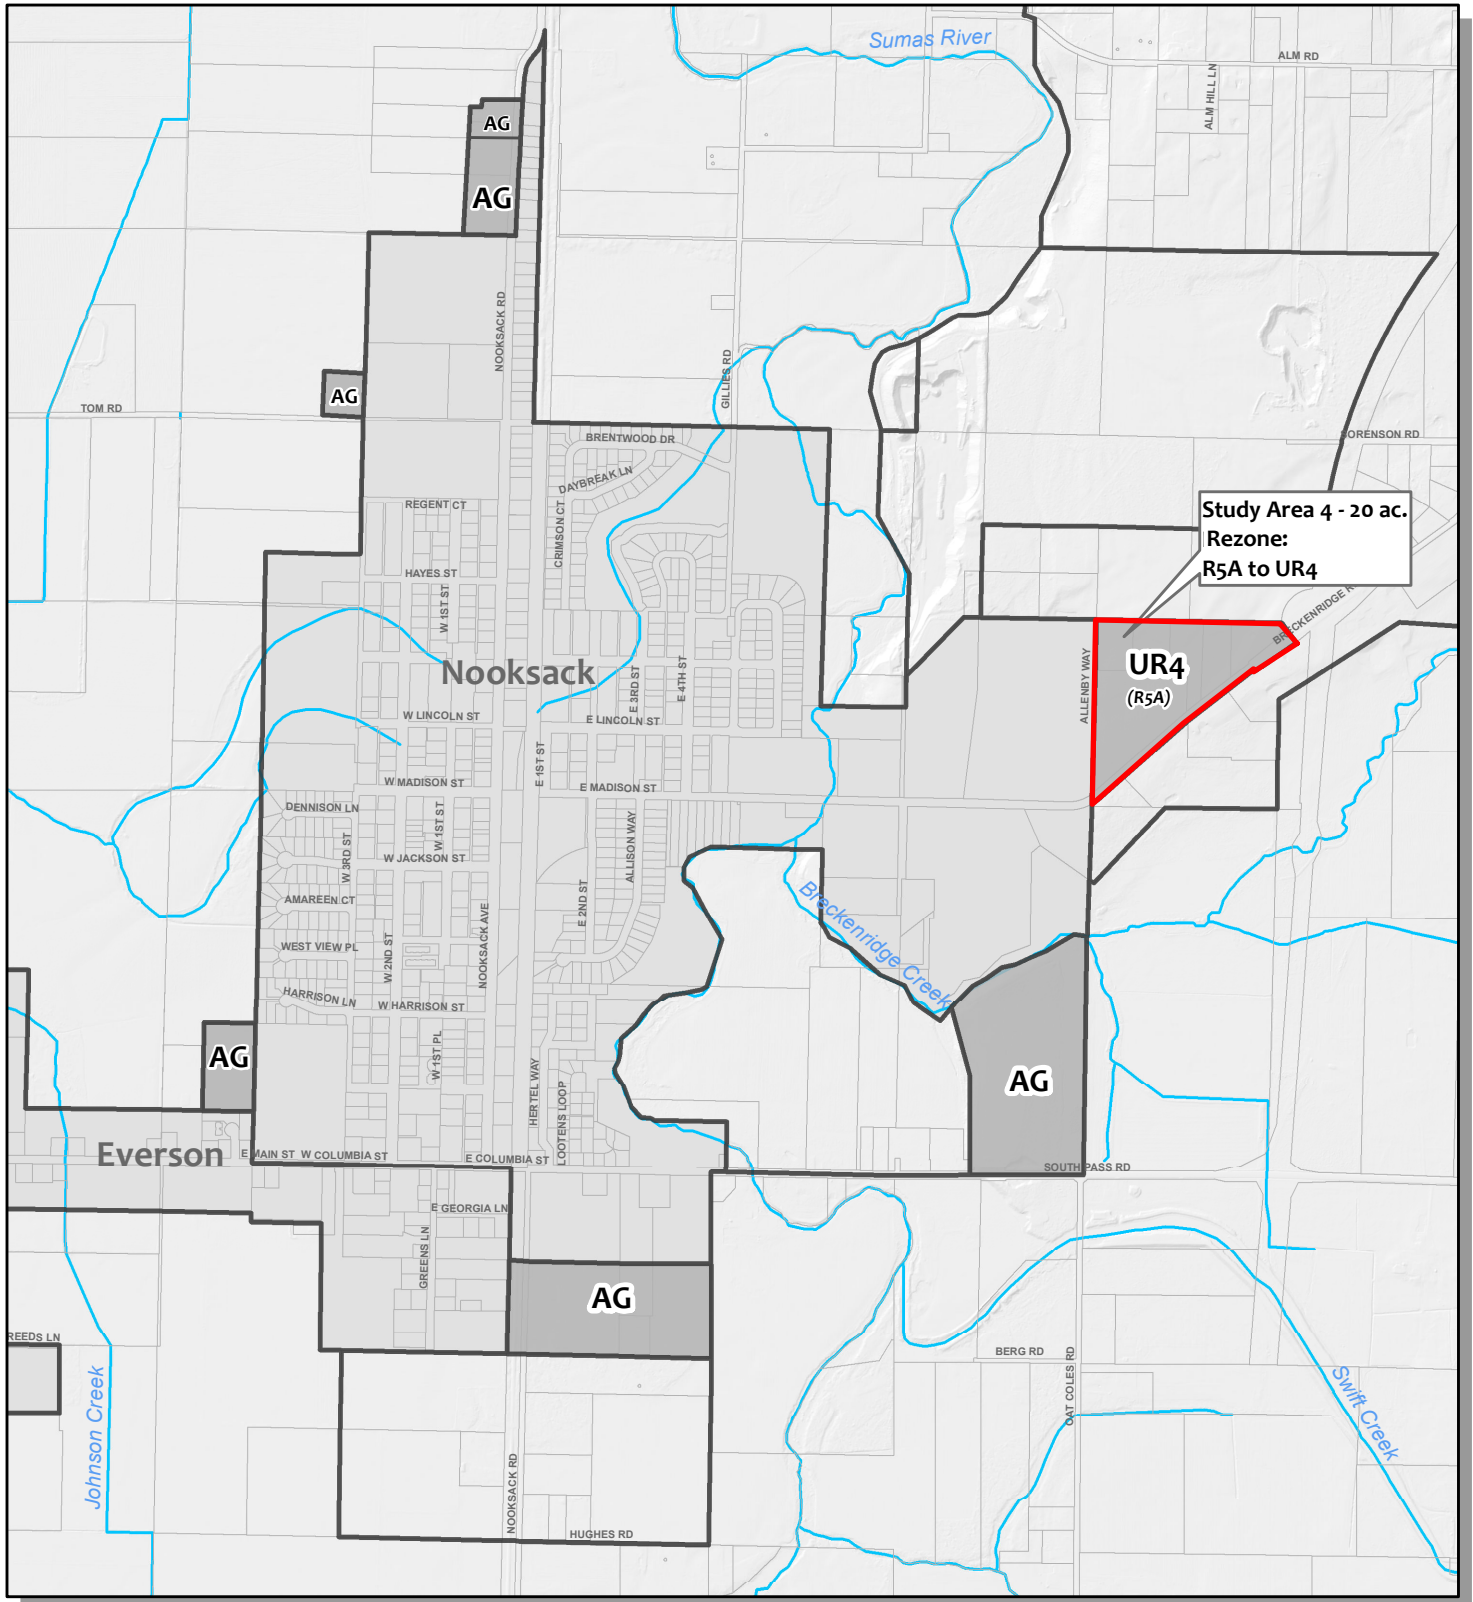 Sumas River
ALM RD
ALM HILL LN
AG
AG
NOOKSACK RD
GILLIES RD
AG
TOM RD
BRENTWOOD DR
SORENSON RD
DAYBREAK LN
REGENT CT
CRIMSON CT
Study Area 4 - 20 ac.
Rezone:
R5A to UR4
HAYES ST
W 1ST ST
BRECKENRIDGE R
Nooksack
E 3RD ST
E 4TH ST
ALLENBY WAY
UR4
(R5A)
W LINCOLN ST
E LINCOLN ST
E 1ST ST
W MADISON ST
E MADISON ST
DENNISON LN
W 1ST ST
W 3RD ST
ALLISON WAY
W JACKSON ST
AMAREEN CT
E 2ND ST
Breckenridge Creek
NOOKSACK AVE
WEST VIEW PL
W 2ND ST
HARRISON LN
W HARRISON ST
AG
W 1ST PL
HERTEL WAY
LOOTENS LOOP
AG
Everson
E MAIN ST
W COLUMBIA ST
E COLUMBIA ST
SOUTH PASS RD
E GEORGIA LN
GREENS LN
AG
REEDS LN
BERG RD
OAT COLES RD
Johnson Creek
Swift Creek
NOOKSACK RD
HUGHES RD